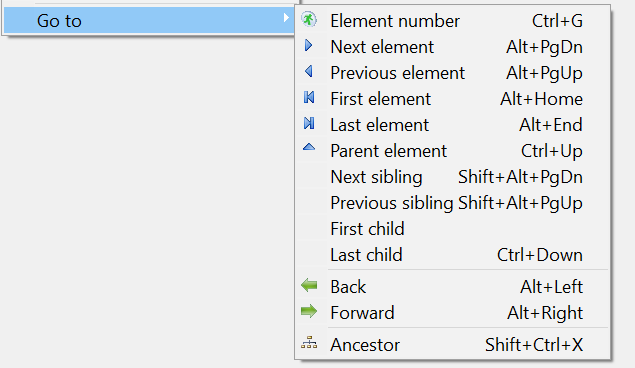 Go to
Element number Ctrl+G
Next element Alt+PgDn
Previous element Alt+PgUp
First element Alt+Home
Last element Alt+End
Parent element Ctrl+Up
Next sibling Shift+Alt+PgDn
Previous sibling Shift+Alt+PgUp
First child
Last child Ctrl+Down
Back Alt+Left
Forward Alt+Right
Ancestor Shift+Ctrl+X